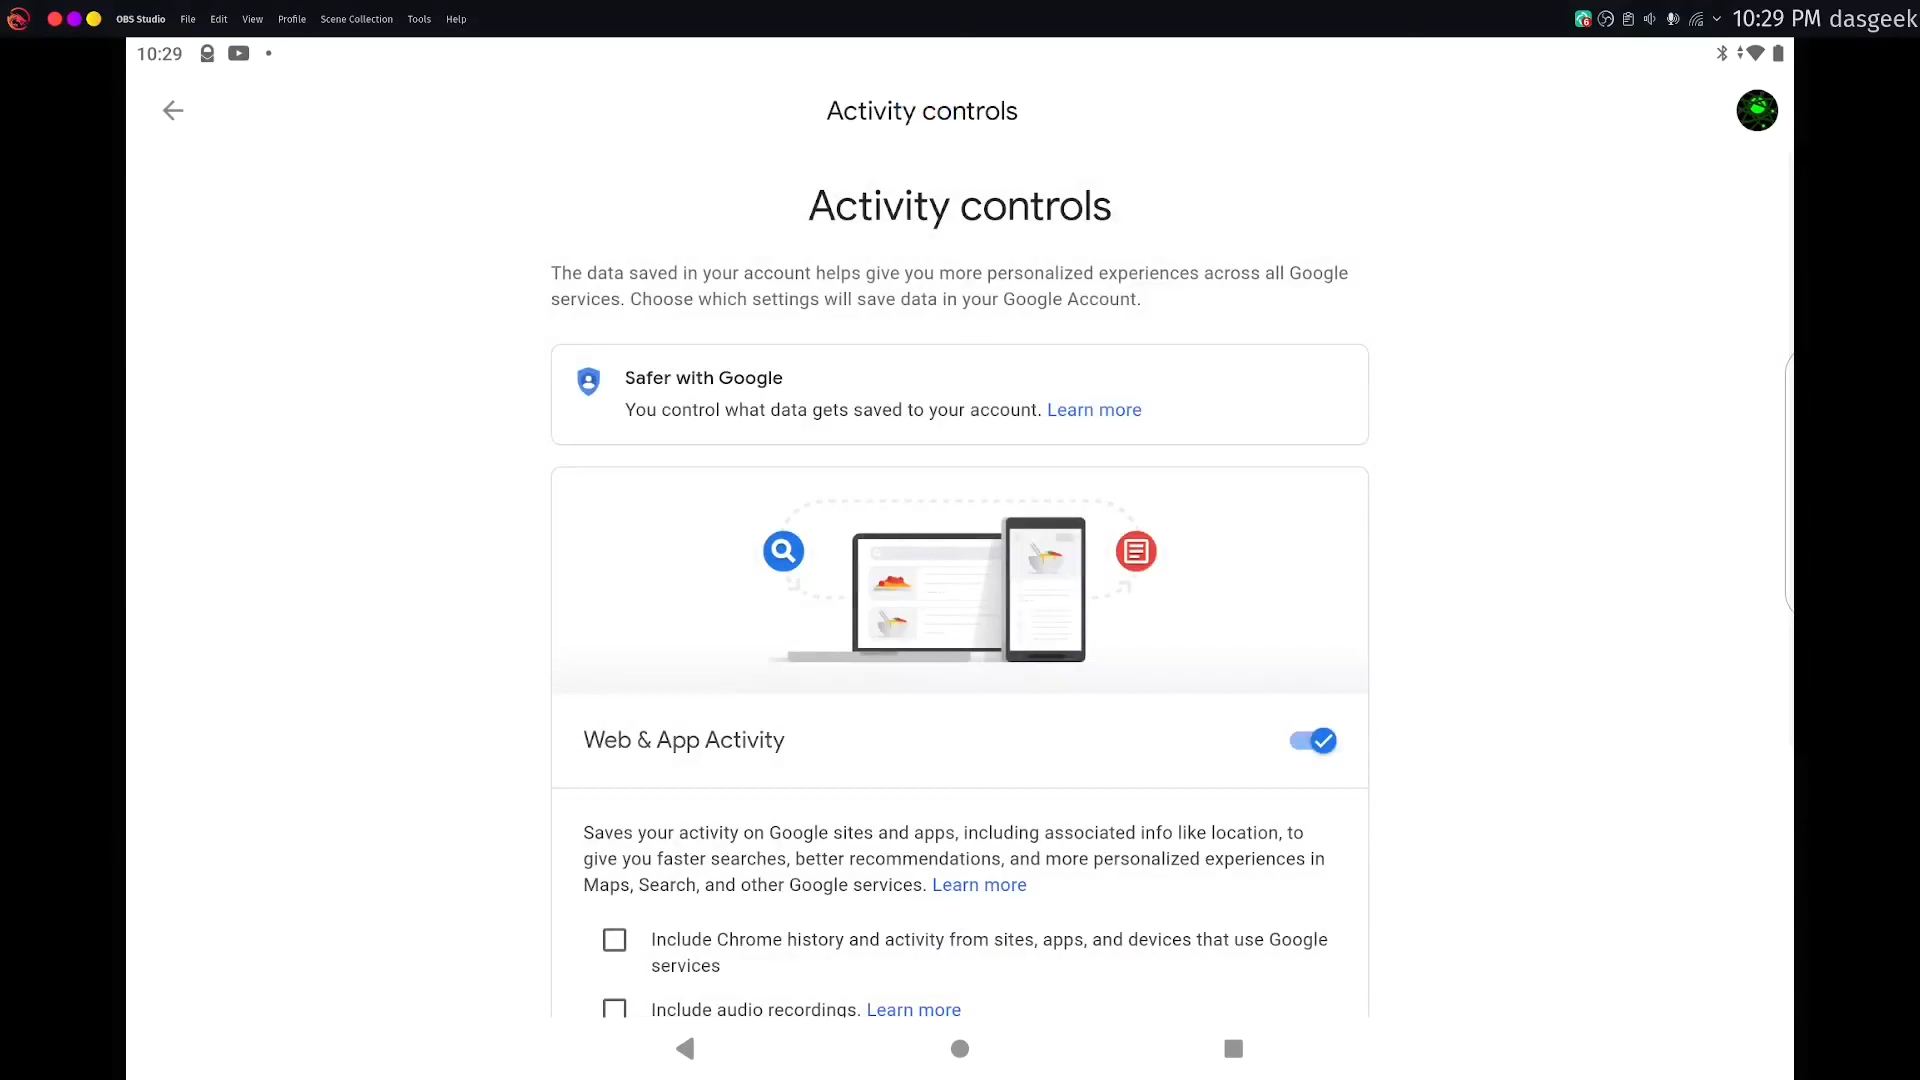 OBS Studio File Edit View Profile Scene Collection Tools Help 6 10:29 PM dasgeek
10:29
Activity controls
Activity controls
The data saved in your account helps give you more personalized experiences across all Google
services. Choose which settings will save data in your Google Account.
Safer with Google
You control what data gets saved to your account. Learn more
Web & App Activity
Saves your activity on Google sites and apps, including associated info like location, to
give you faster searches, better recommendations, and more personalized experiences in
Maps, Search, and other Google services. Learn more
Include Chrome history and activity from sites, apps, and devices that use Google
services
Include audio recordings. Learn more